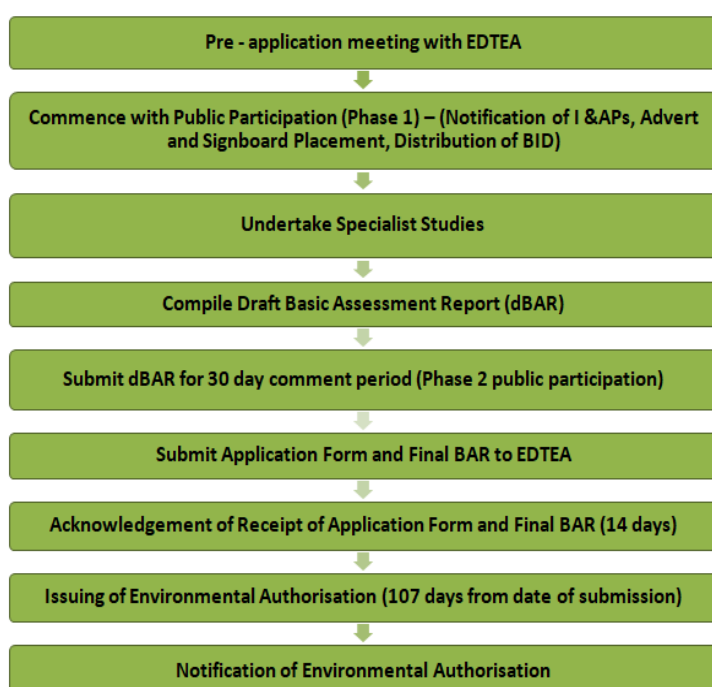 Pre - application meeting with EDTEA
Commence with Public Participation (Phase 1) – (Notification of I &APs, Advert
and Signboard Placement, Distribution of BID)
Undertake Specialist Studies
Compile Draft Basic Assessment Report (dBAR)
Submit dBAR for 30 day comment period (Phase 2 public participation)
Submit Application Form and Final BAR to EDTEA
Acknowledgement of Receipt of Application Form and Final BAR (14 days)
Issuing of Environmental Authorisation (107 days from date of submission)
Notification of Environmental Authorisation